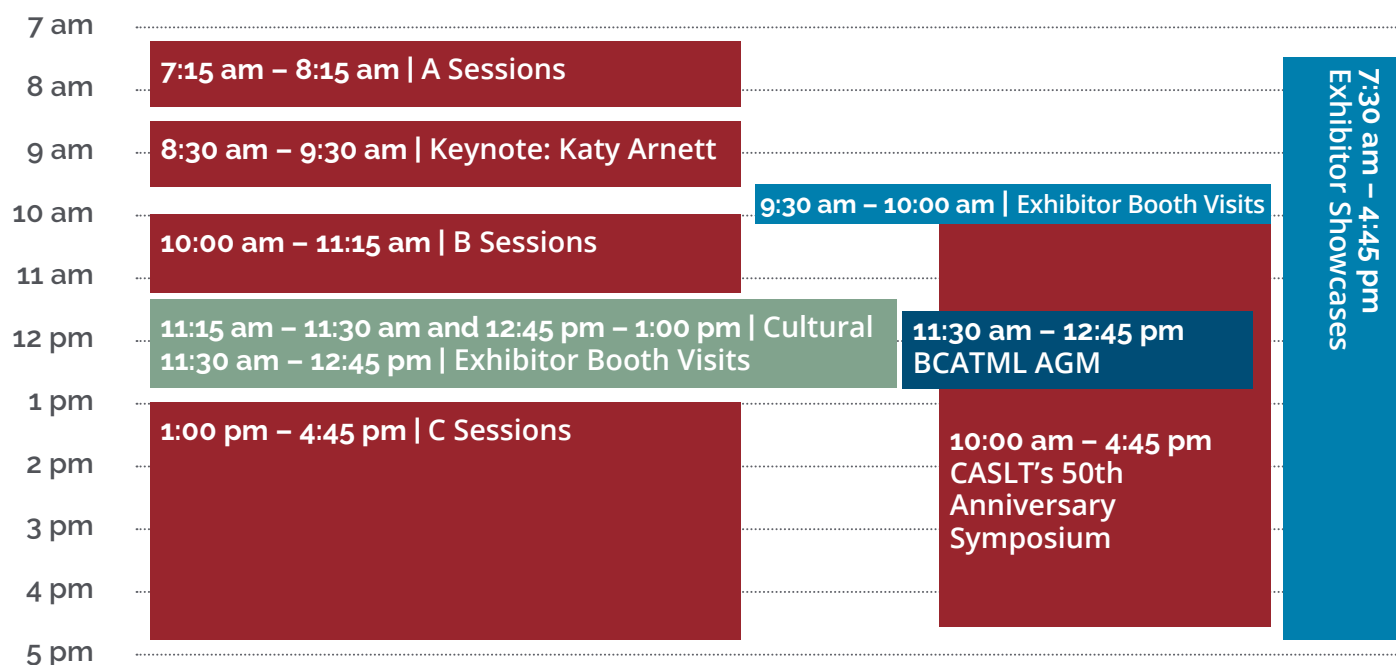 7 am
8 am
9 am
10 am
11 am
12 pm
1 pm
2 pm
3 pm
4 pm
5 pm
7:15 am – 8:15 am | A Sessions
8:30 am – 9:30 am | Keynote: Katy Arnett
9:30 am – 10:00 am | Exhibitor Booth Visits
10:00 am – 11:15 am | B Sessions
11:15 am – 11:30 am and 12:45 pm – 1:00 pm | Cultural
11:30 am – 12:45 pm | Exhibitor Booth Visits
11:30 am – 12:45 pm
BCATML AGM
1:00 pm – 4:45 pm | C Sessions
10:00 am – 4:45 pm
CASLT’s 50th
Anniversary
Symposium
7:30 am – 4:45 pm
Exhibitor Showcases